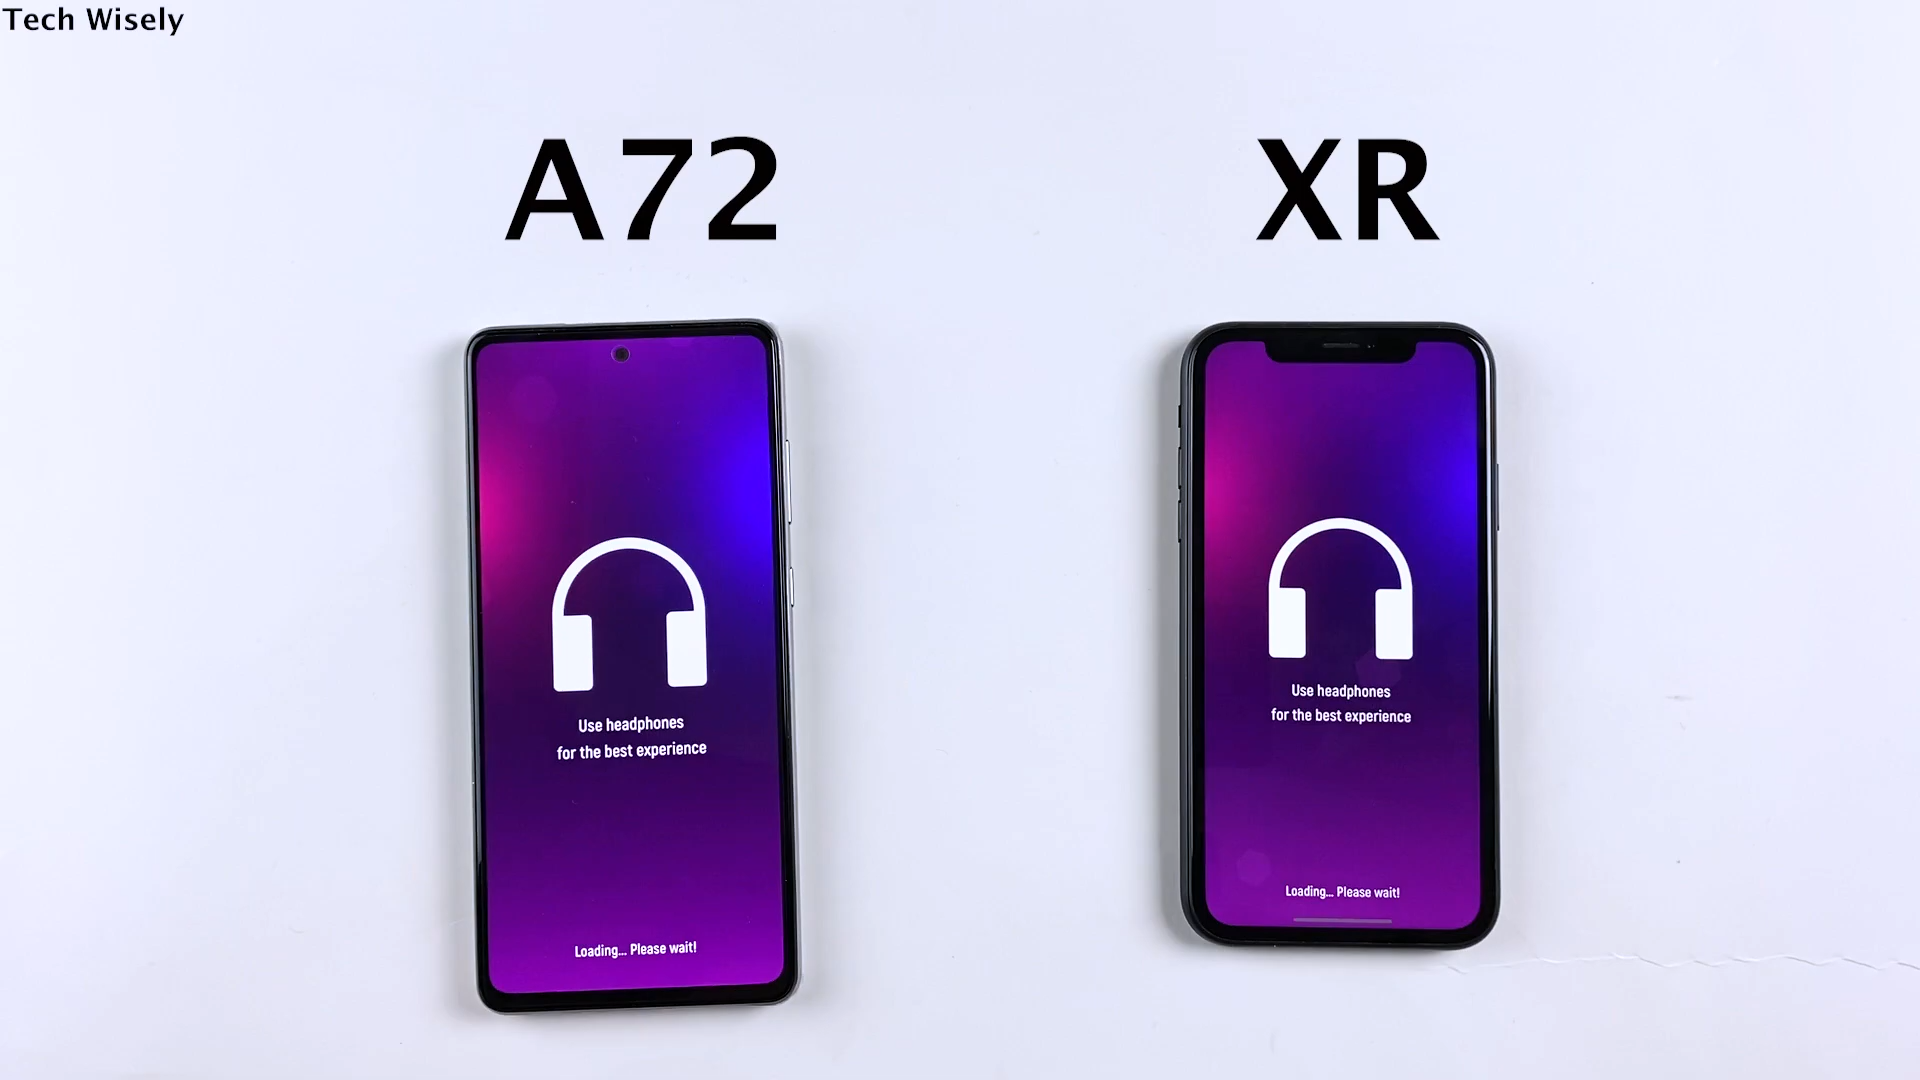 Tech Wisely
A72
XR
Use headphones
for the best experience
Loading... Please wait!
Use headphones
for the best experience
Loading... Please wait!